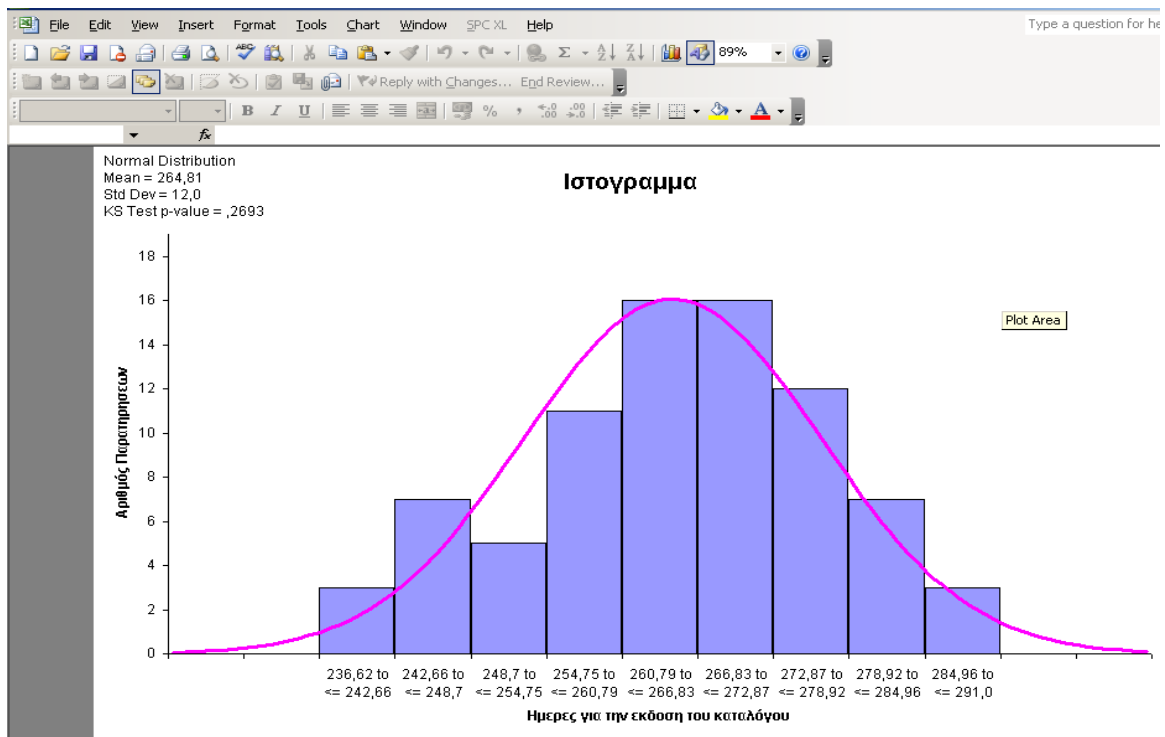 File Edit View Insert Format Tools Chart Window SPC XL Help Type a question for he
89%
Reply with Changes... End Review...
B I U % , ,0 ,00 ,00 ,0 A
fx
Normal Distribution
Mean = 264,81
Std Dev = 12,0
KS Test p-value = ,2693
Ιστογραμμα
18
16
Plot Area
14
12
10
8
6
4
2
0
Αριθμός Παρατηρησεων
236,62 to 242,66 to 248,7 to 254,75 to 260,79 to 266,83 to 272,87 to 278,92 to 284,96 to
<= 242,66 <= 248,7 <= 254,75 <= 260,79 <= 266,83 <= 272,87 <= 278,92 <= 284,96 <= 291,0
Ημερες για την εκδοση του καταλόγου